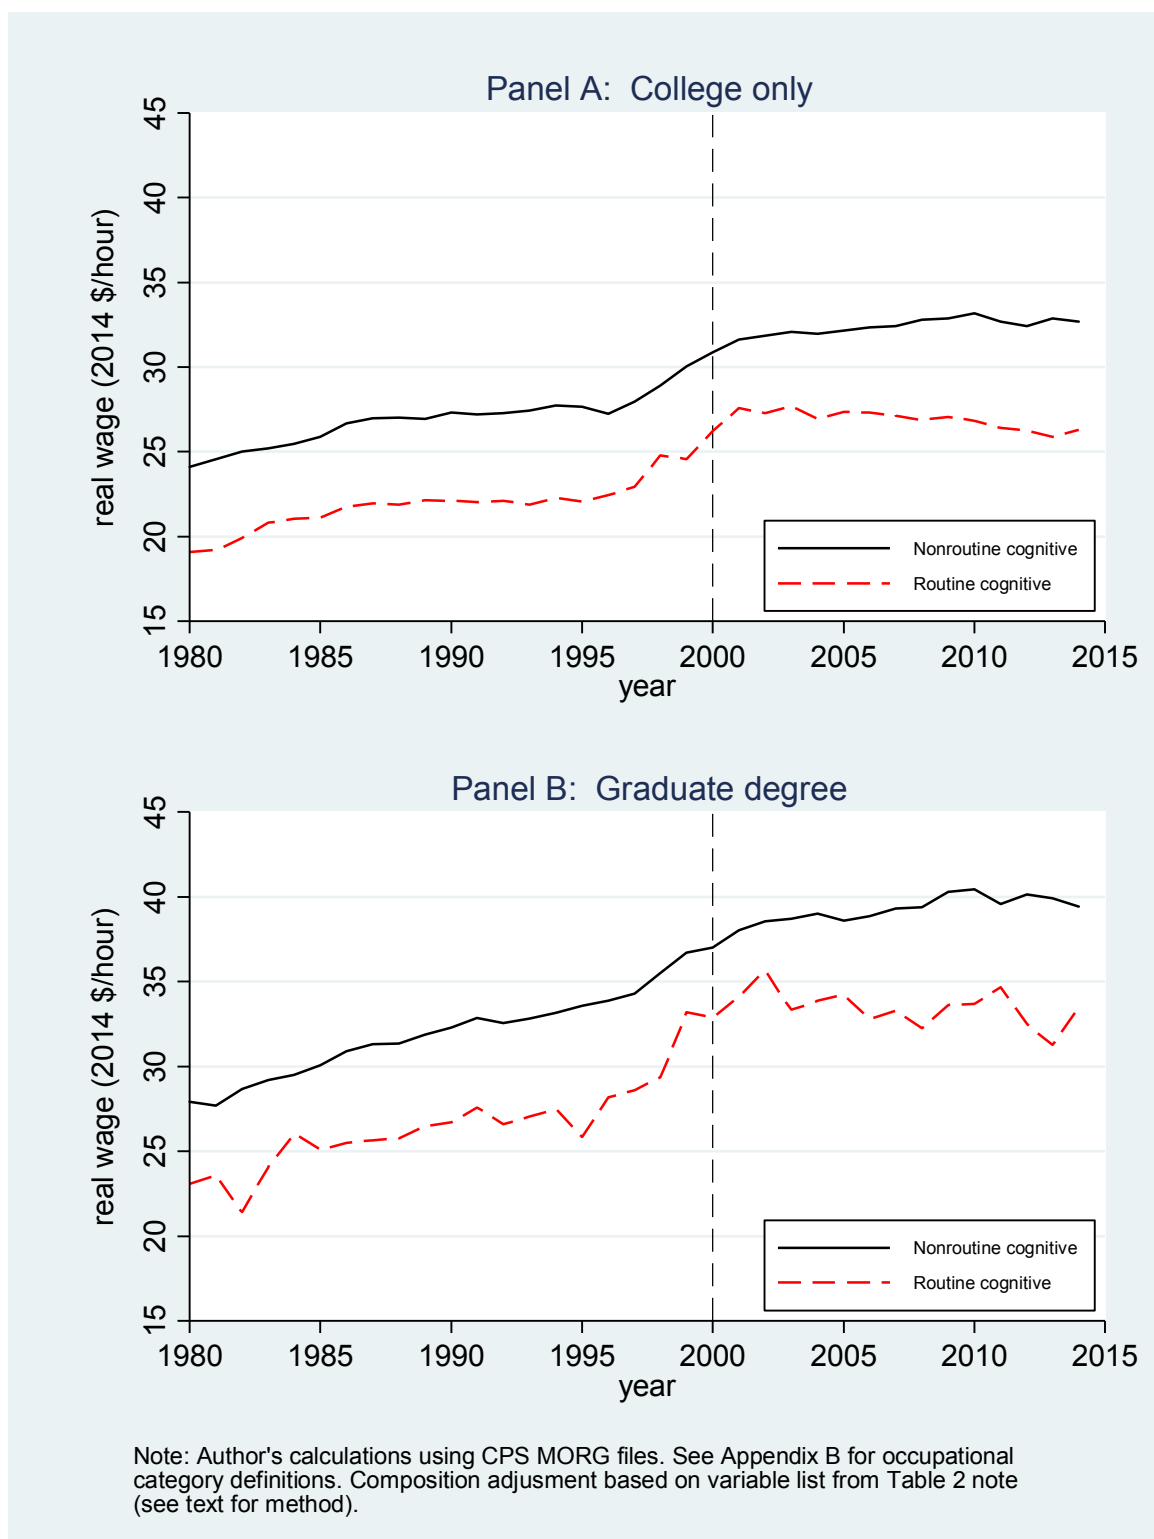 Panel A:  College only
real wage (2014 $/hour)
45
40
35
30
25
20
15
Nonroutine cognitive
Routine cognitive
1980 1985 1990 1995 2000 2005 2010 2015
year
Panel B:  Graduate degree
real wage (2014 $/hour)
45
40
35
30
25
20
15
Nonroutine cognitive
Routine cognitive
1980 1985 1990 1995 2000 2005 2010 2015
year
Note: Author's calculations using CPS MORG files. See Appendix B for occupational
category definitions. Composition adjusment based on variable list from Table 2 note
(see text for method).